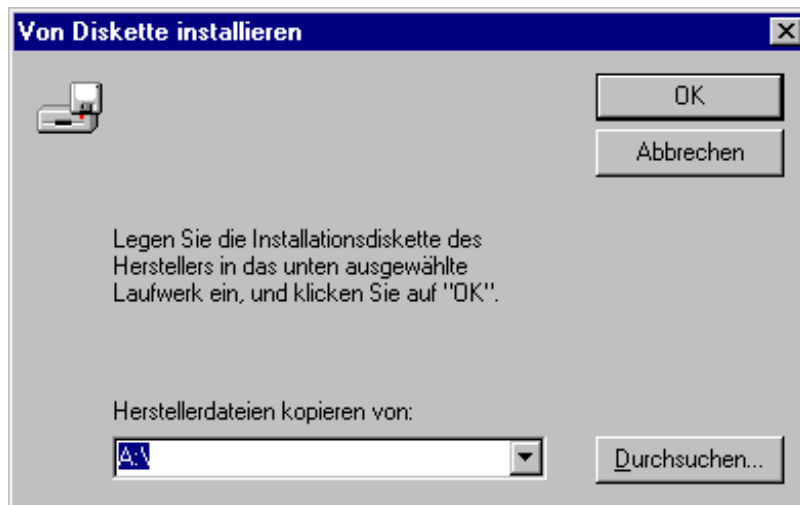 Von Diskette installieren
OK
Abbrechen
Legen Sie die Installationsdiskette des
Herstellers in das unten ausgewählte
Laufwerk ein, und klicken Sie auf "OK".
Herstellerdateien kopieren von:
A:\
Durchsuchen...